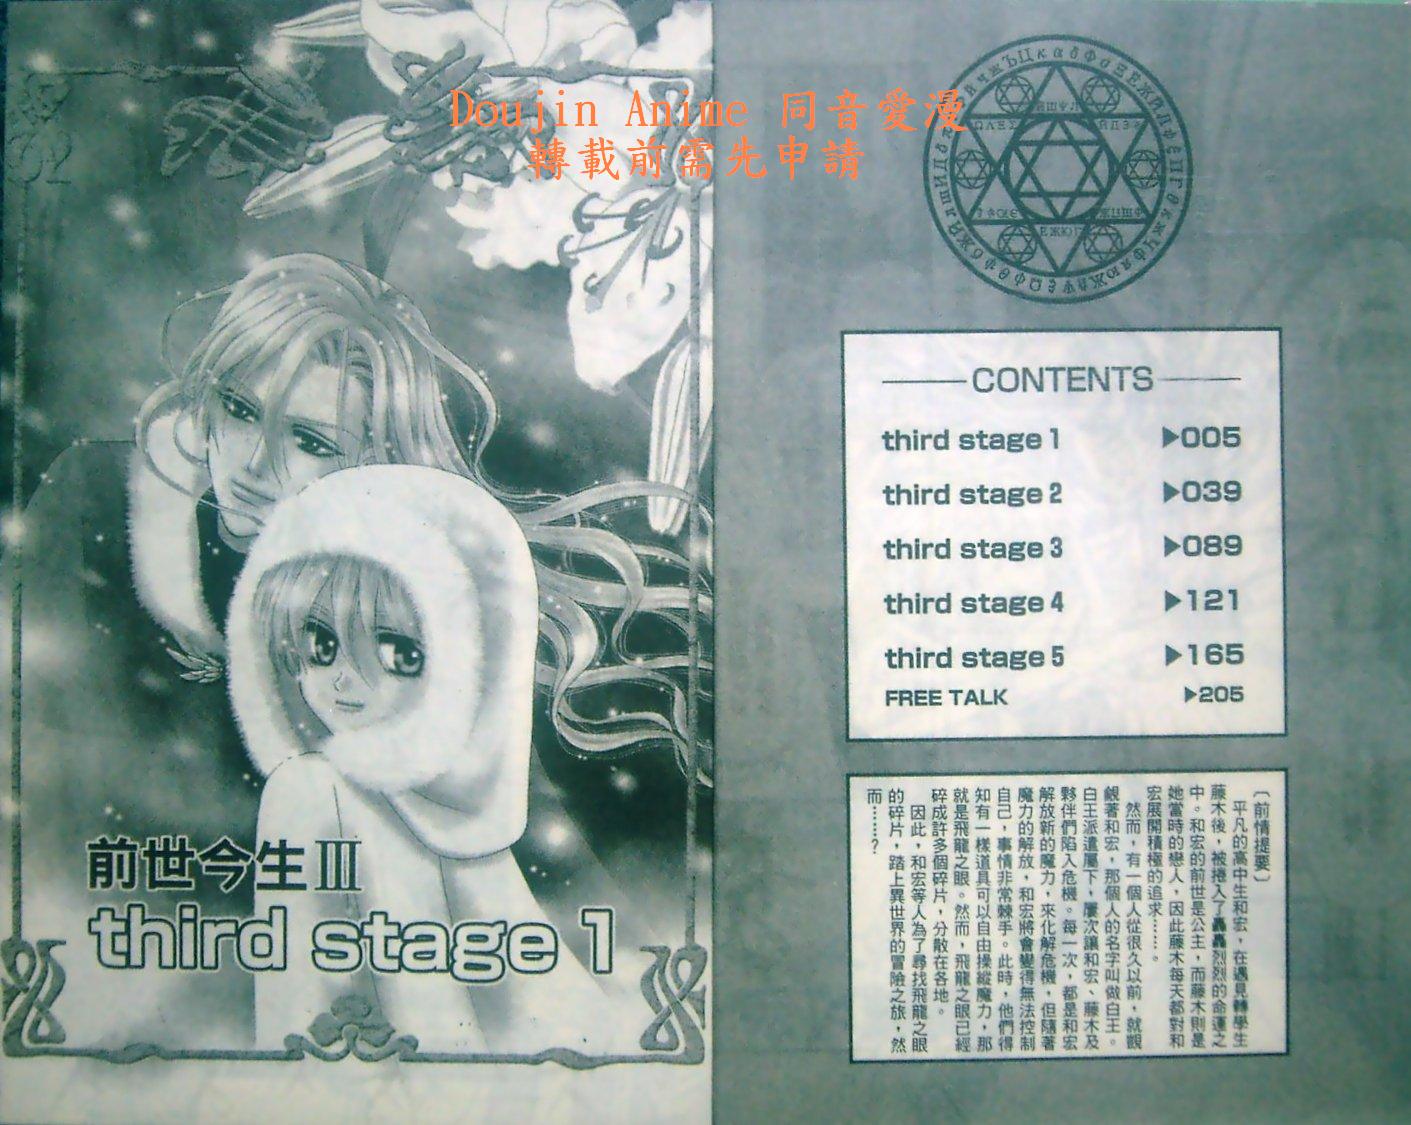 Doujin Anime 同音愛漫
轉載前需先申請
前世今生III
third stage 1
CONTENTS
third stage 1 ▶005
third stage 2 ▶039
third stage 3 ▶089
third stage 4 ▶121
third stage 5 ▶165
FREE TALK ▶205
〔前情提要〕
平凡的高中生和宏，在遇見轉學生
藤木後，被捲入了轟轟烈烈的命運之
中。和宏的前世是公主，而藤木則是
她當時的戀人，因此藤木每天都對和
宏展開積極的追求……。
然而，有一個人從很久以前，就觀
覦著和宏，那個人的名字叫做白王。
白王派遣屬下，屢次讓和宏、藤木及
夥伴們陷入危機。每一次，都是和宏
解放新的魔力，來化解危機，但隨著
魔力的解放，和宏將會變得無法控制
自己，事情非常棘手。此時，他們得
知有一樣道具可以自由操縱魔力，那
就是飛龍之眼。然而，飛龍之眼已經
碎成許多個碎片，分散在各地。
因此，和宏等人為了尋找飛龍之眼
的碎片，踏上異世界的冒險之旅，然
而……？